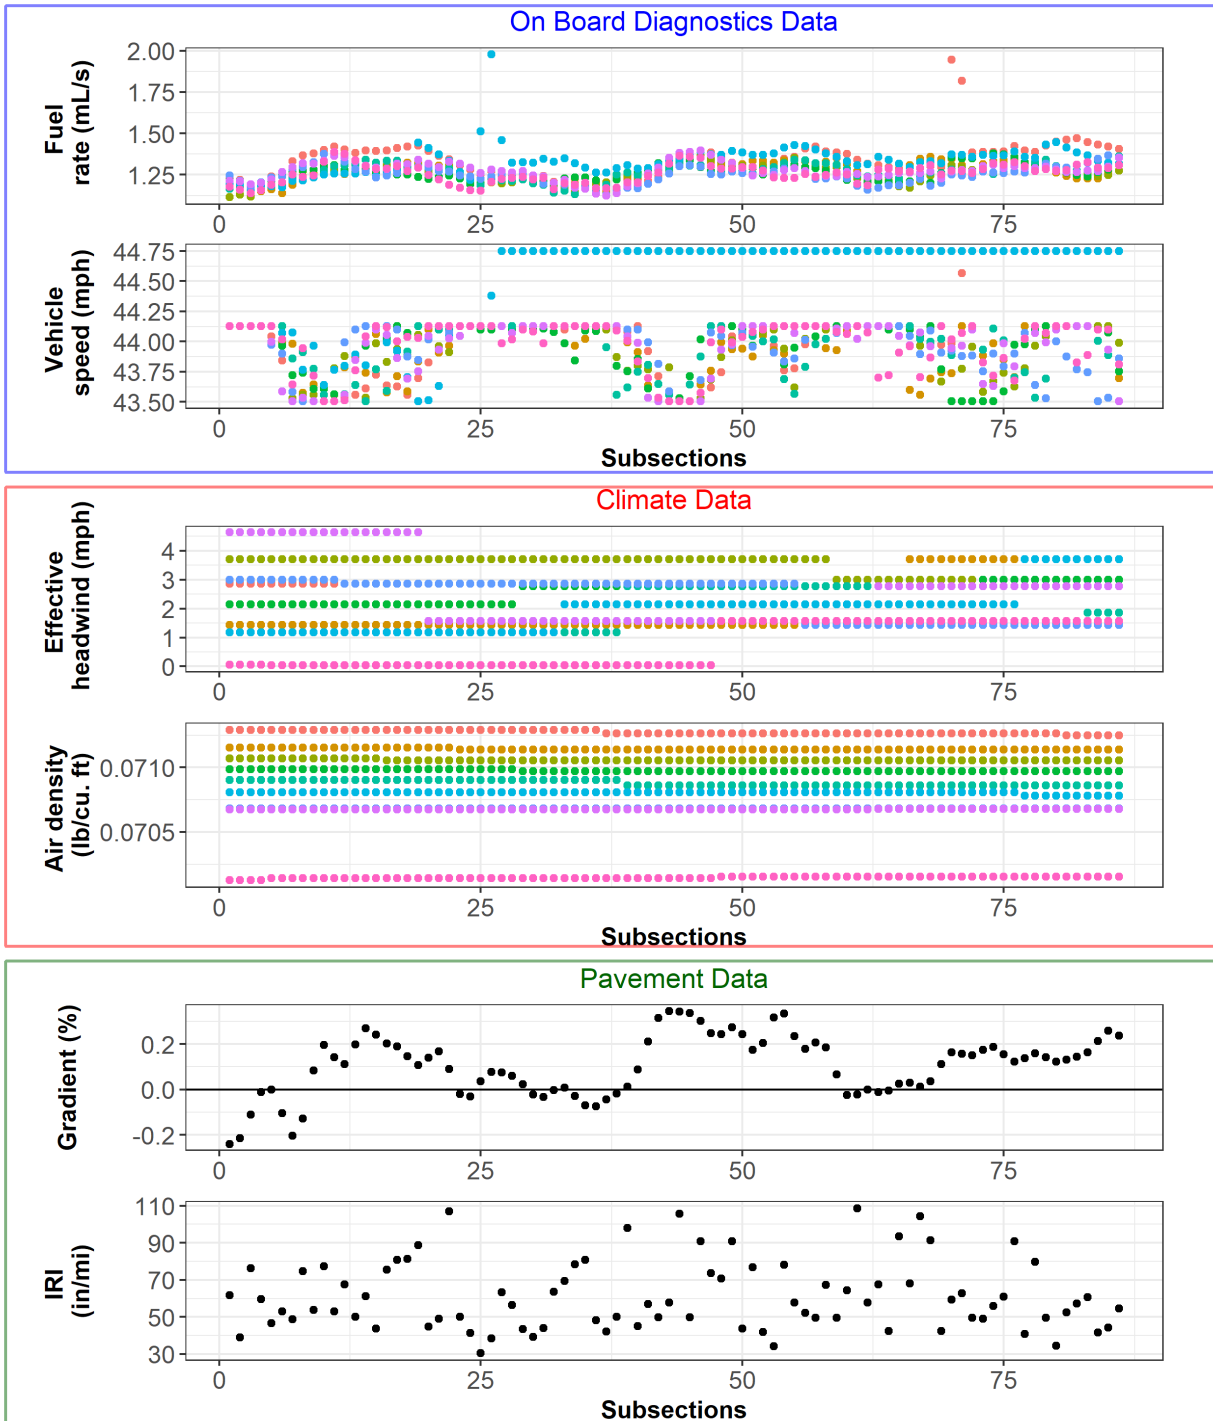 On Board Diagnostics Data
Fuel
rate (mL/s)
2.00
1.75
1.50
1.25
0 25 50 75
Vehicle
speed (mph)
44.75
44.50
44.25
44.00
43.75
43.50
0 25 50 75
Subsections
Climate Data
Effective
headwind (mph)
4
3
2
1
0
0 25 50 75
Air density
(lb/cu. ft)
0.0710
0.0705
0 25 50 75
Subsections
Pavement Data
Gradient (%)
0.2
0.0
-0.2
0 25 50 75
IRI
(in/mi)
110
90
70
50
30
0 25 50 75
Subsections